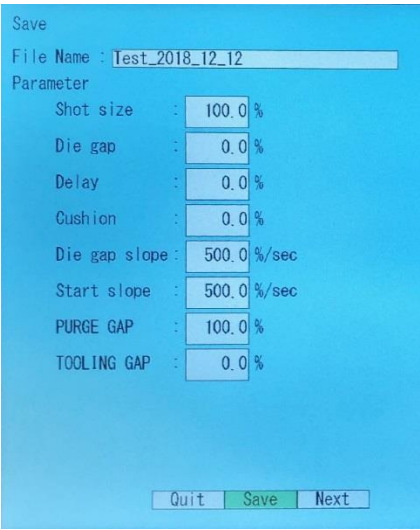 Save
File Name : Test_2018_12_12
Parameter
Shot size : 100.0 %
Die gap : 0.0 %
Delay : 0.0 %
Cushion : 0.0 %
Die gap slope : 500.0 %/sec
Start slope : 500.0 %/sec
PURGE GAP : 100.0 %
TOOLING GAP : 0.0 %
Quit Save Next